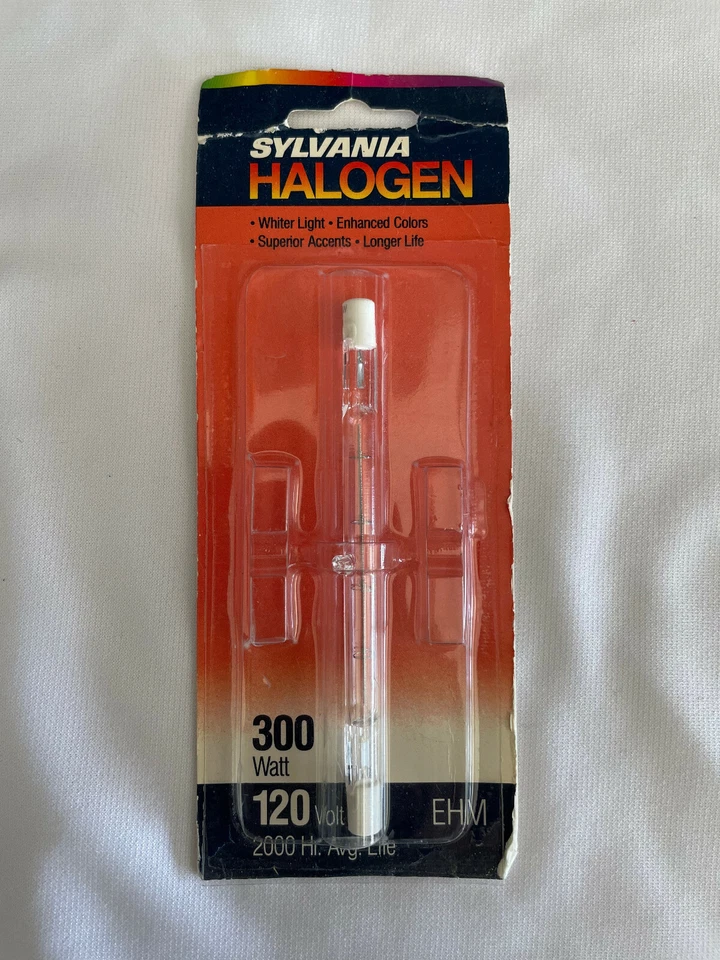 SYLVANIA
HALOGEN
• Whiter Light • Enhanced Colors
• Superior Accents • Longer Life
300
Watt
120 Volt
EHM
2000 Hr. Avg. Life